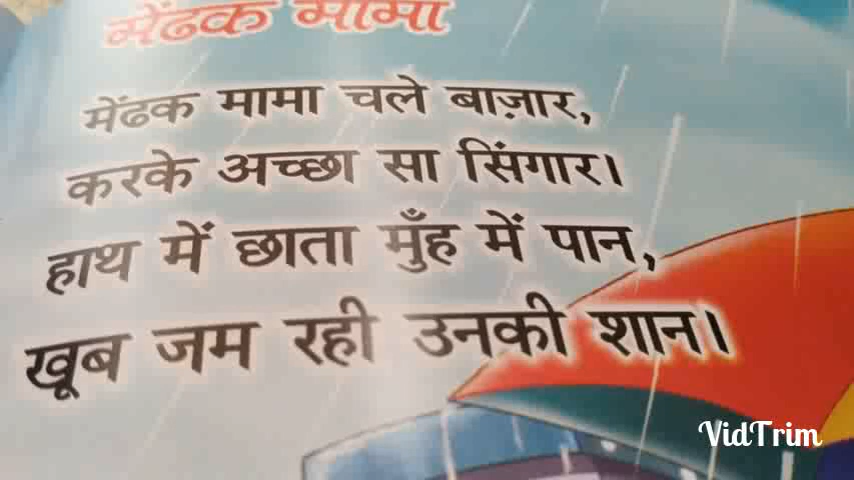 मेंढक मामा
मेंढक मामा चले बाज़ार,
करके अच्छा सा सिंगार।
हाथ में छाता मुँह में पान,
खूब जम रही उनकी शान।
VidTrim